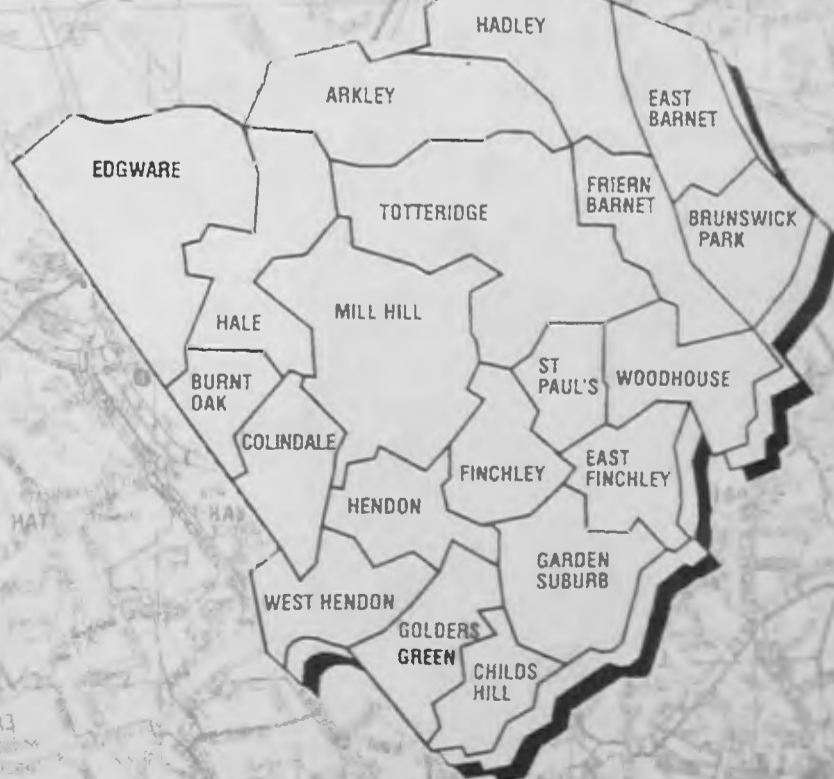 HADLEY
ARKLEY
EAST
BARNET
EDGWARE
TOTTERIDGE
FRIERN
BARNET
BRUNSWICK
PARK
HALE
MILL HILL
BURNT
OAK
ST
PAUL'S
WOODHOUSE
COLINDALE
FINCHLEY
EAST
FINCHLEY
HENDON
GARDEN
SUBURB
WEST HENDON
GOLDERS
GREEN
CHILDS
HILL